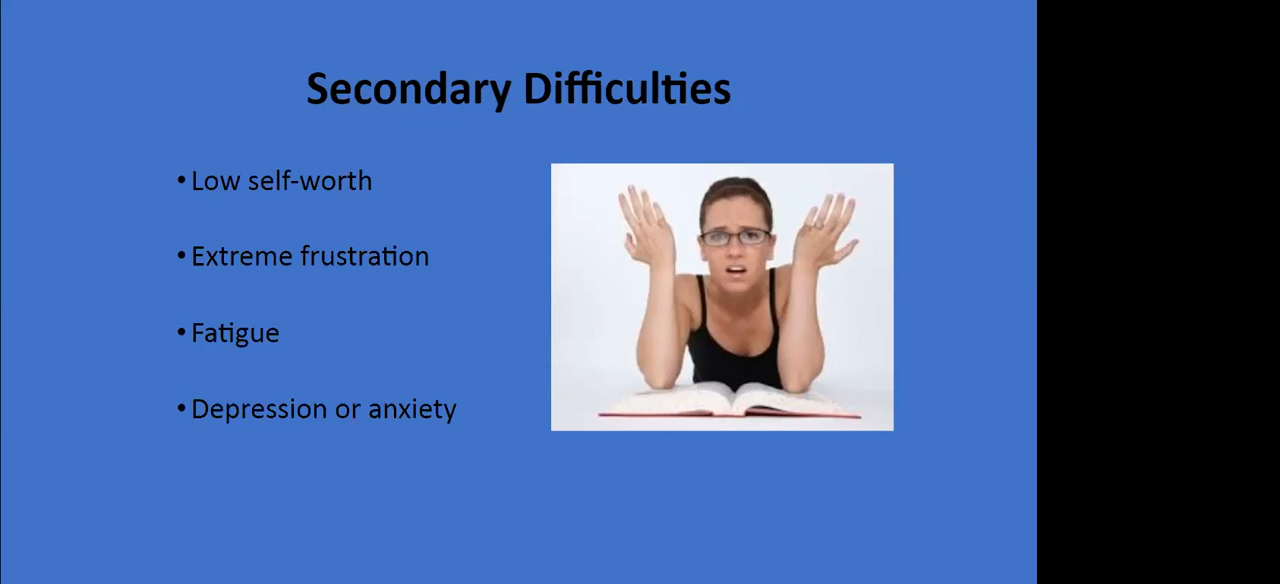 Secondary Difficulties
• Low self-worth
• Extreme frustration
• Fatigue
• Depression or anxiety